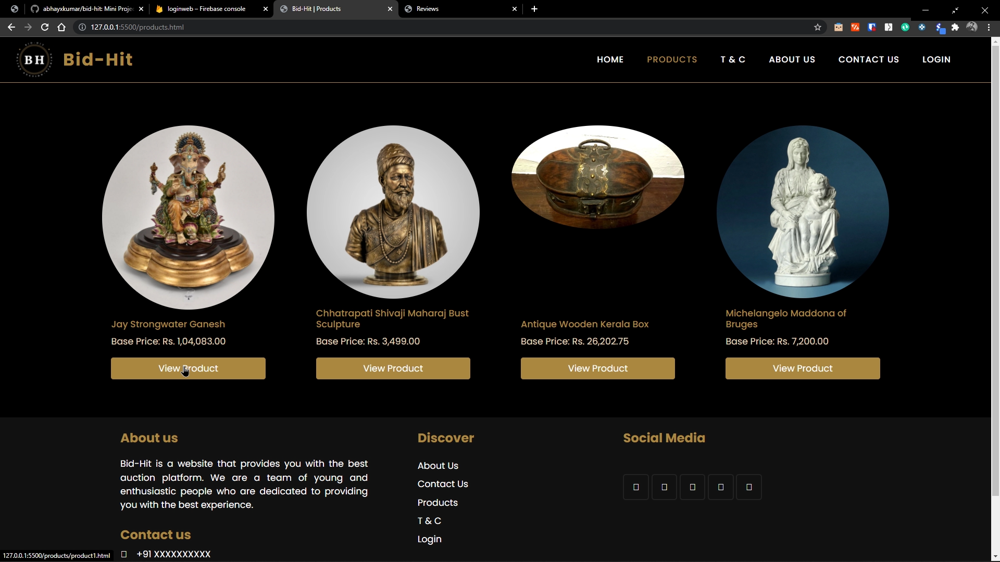 abhayxkumar/bid-hit: Mini Proje
loginweb – Firebase console
Bid-Hit | Products
Reviews
127.0.0.1:5500/products.html
BH
Bid-Hit
HOME
PRODUCTS
T & C
ABOUT US
CONTACT US
LOGIN
Jay Strongwater Ganesh
Base Price: Rs. 1,04,083.00
View Product
Chhatrapati Shivaji Maharaj Bust
Sculpture
Base Price: Rs. 3,499.00
View Product
Antique Wooden Kerala Box
Base Price: Rs. 26,202.75
View Product
Michelangelo Maddona of
Bruges
Base Price: Rs. 7,200.00
View Product
About us
Bid-Hit is a website that provides you with the best
auction platform. We are a team of young and
enthusiastic people who are dedicated to providing
you with the best experience.
Contact us
+91 XXXXXXXXXX
Discover
About Us
Contact Us
Products
T & C
Login
Social Media
127.0.0.1:5500/products/product1.html